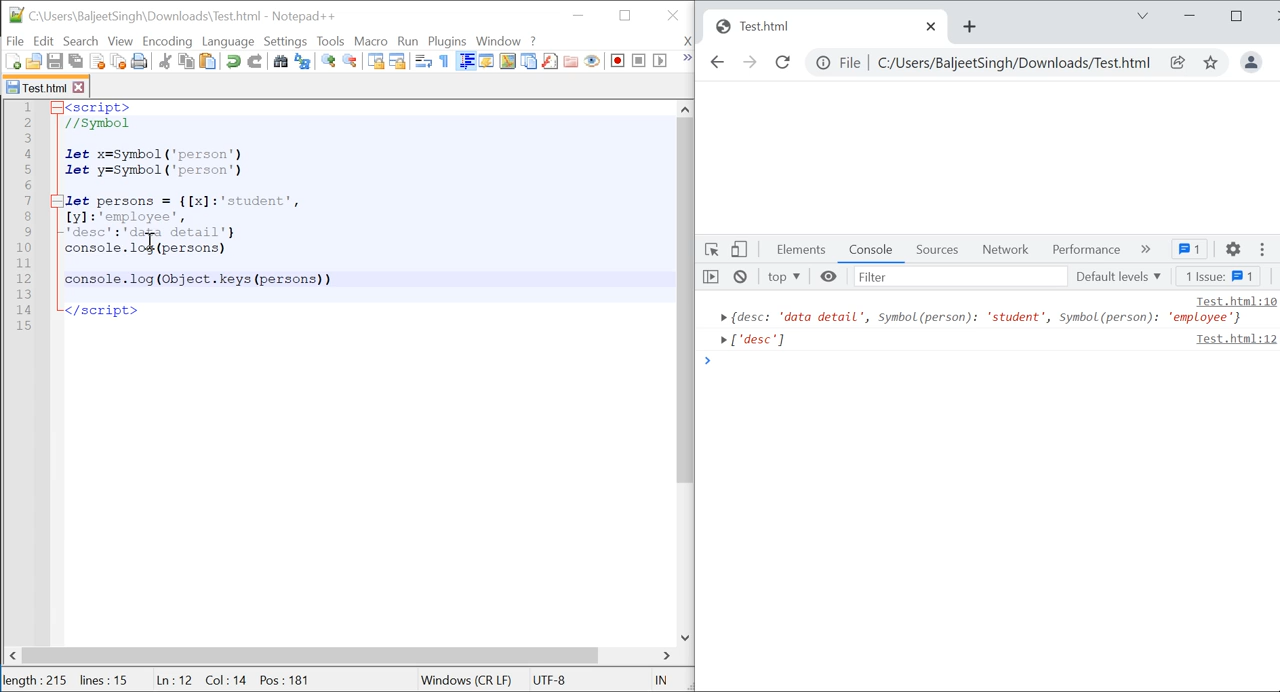 C:\Users\BaljeetSingh\Downloads\Test.html - Notepad++
File Edit Search View Encoding Language Settings Tools Macro Run Plugins Window ? X
Test.html
1 <script>
2 //Symbol
3
4 let x=Symbol('person')
5 let y=Symbol('person')
6
7 let persons = {[x]:'student',
8 [y]:'employee',
9 'desc':'data detail'}
10 console.log(persons)
11
12 console.log(Object.keys(persons))
13
14 </script>
15
length : 215 lines : 15 Ln : 12 Col : 14 Pos : 181 Windows (CR LF) UTF-8 IN
Test.html
File C:/Users/BaljeetSingh/Downloads/Test.html
Elements Console Sources Network Performance » 1
top ▼ Filter Default levels ▼ 1 Issue: 1
Test.html:10
{desc: 'data detail', Symbol(person): 'student', Symbol(person): 'employee'}
['desc'] Test.html:12